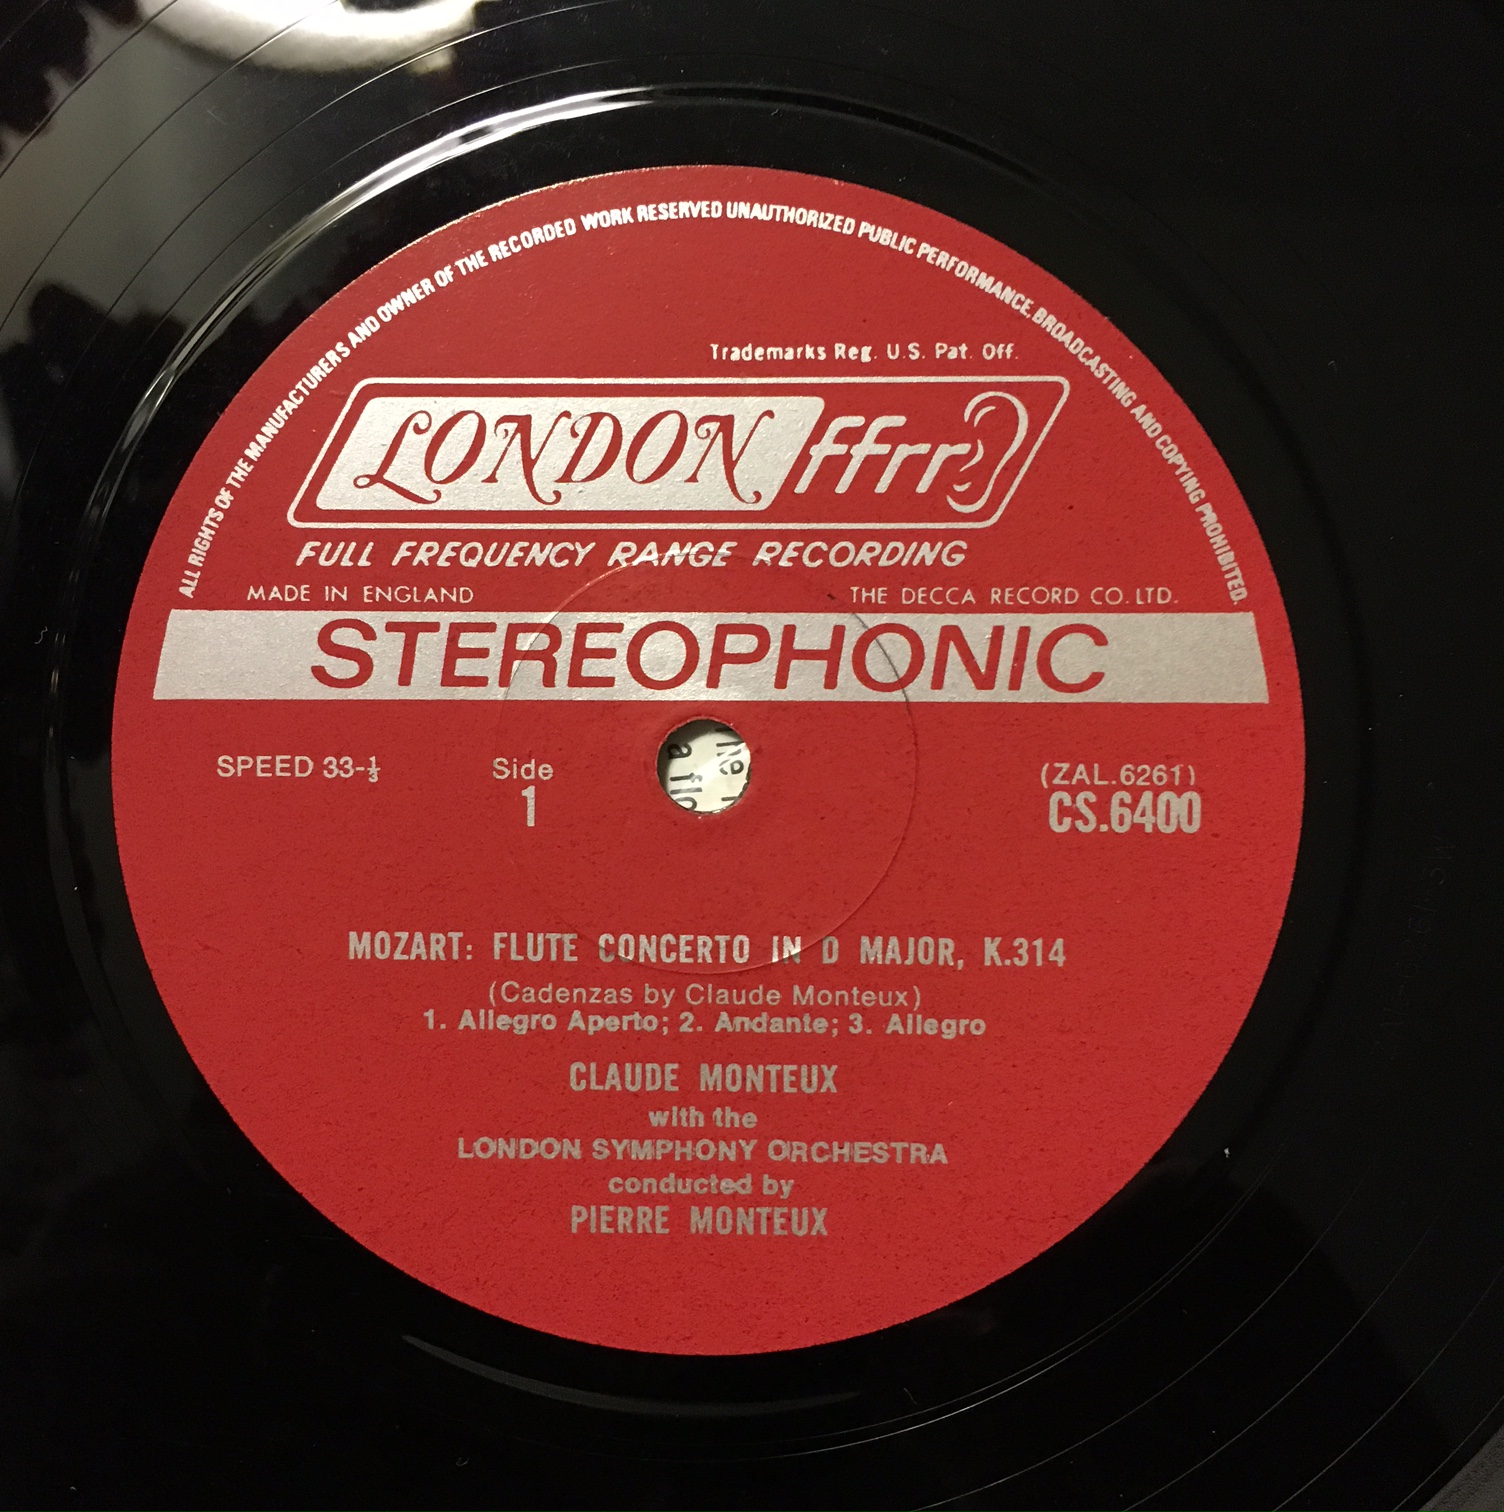 ALL RIGHTS OF THE MANUFACTURERS AND OWNER OF THE RECORDED WORK RESERVED UNAUTHORIZED PUBLIC PERFORMANCE, BROADCASTING AND COPYING PROHIBITED.
Trademarks Reg. U.S. Pat. Off.
LONDON ffrr
FULL FREQUENCY RANGE RECORDING
MADE IN ENGLAND THE DECCA RECORD CO. LTD.
STEREOPHONIC
SPEED 33-⅓ Side 1 (ZAL.6261) CS.6400
MOZART: FLUTE CONCERTO IN D MAJOR, K.314
(Cadenzas by Claude Monteux)
1. Allegro Aperto; 2. Andante; 3. Allegro
CLAUDE MONTEUX
with the
LONDON SYMPHONY ORCHESTRA
conducted by
PIERRE MONTEUX